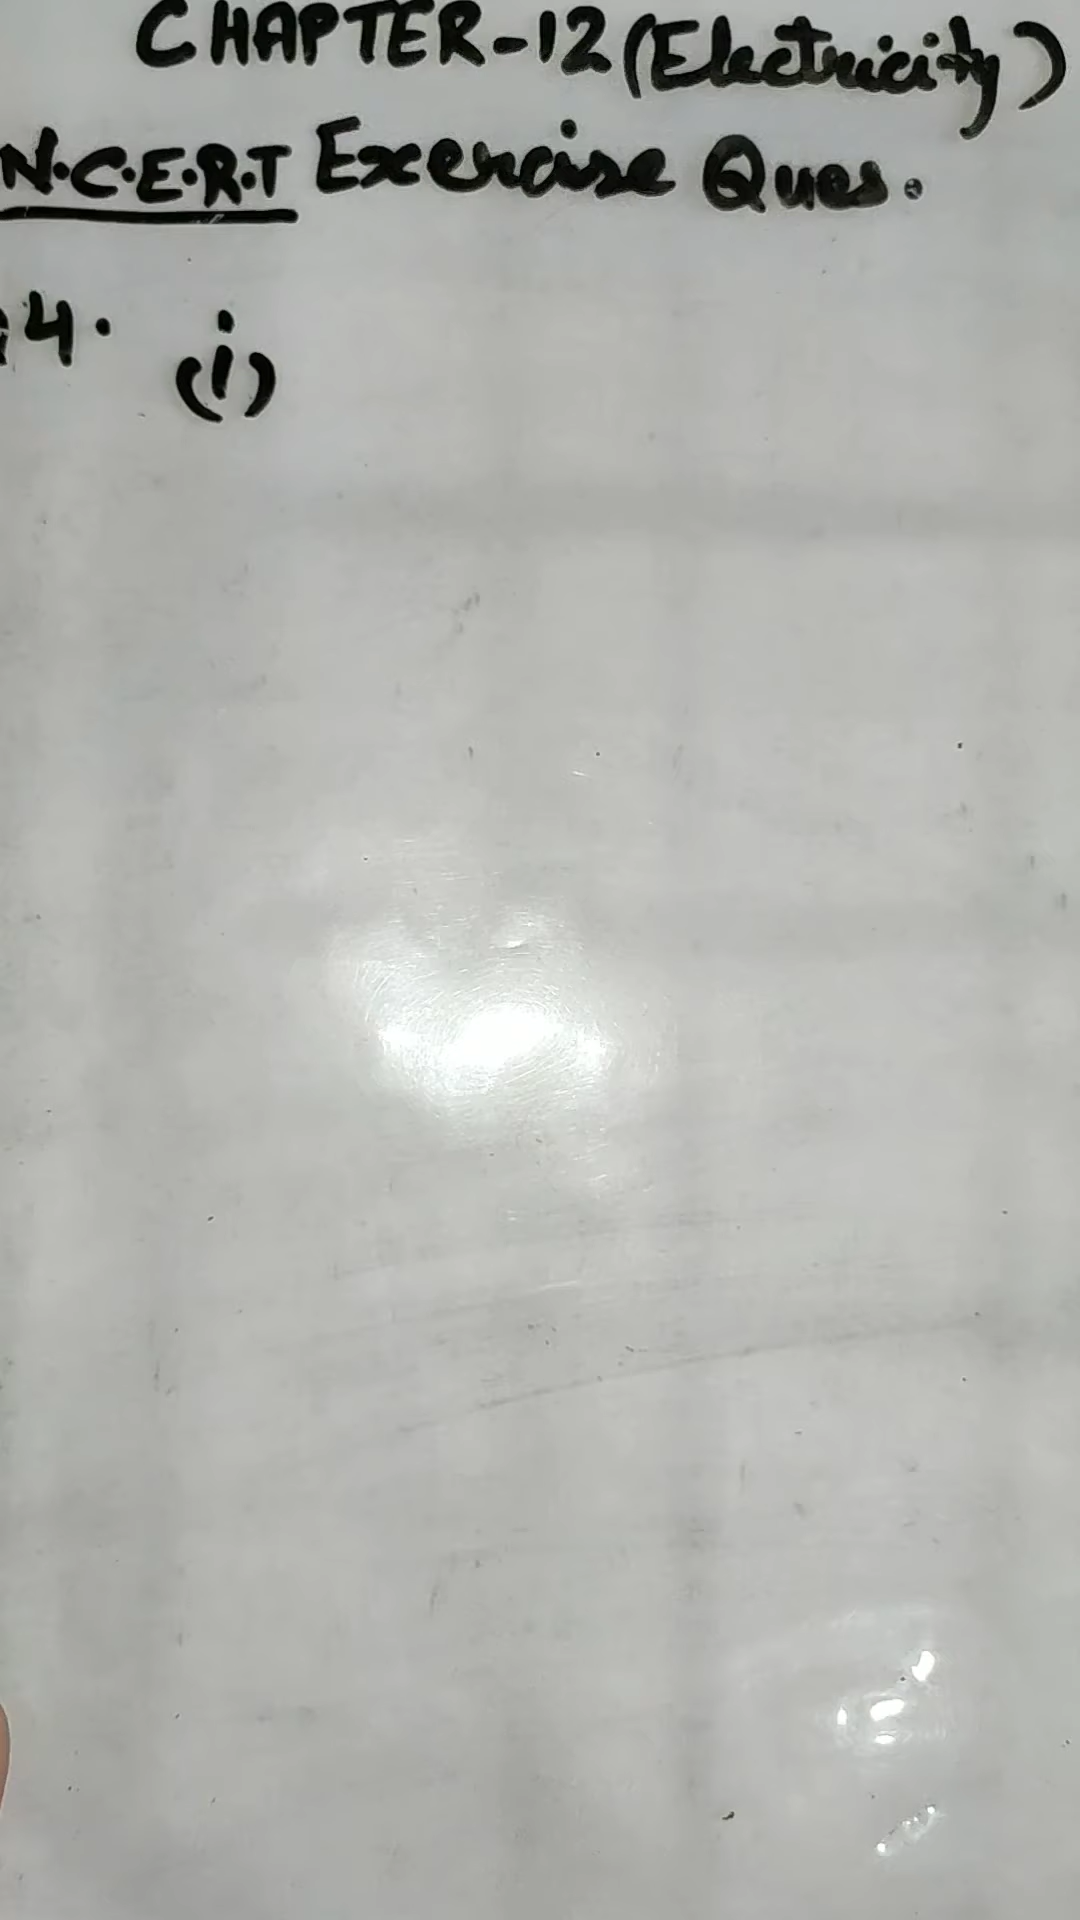 CHAPTER-12 (Electricity)
N.C.E.R.T Exercise Ques.
4. (i)